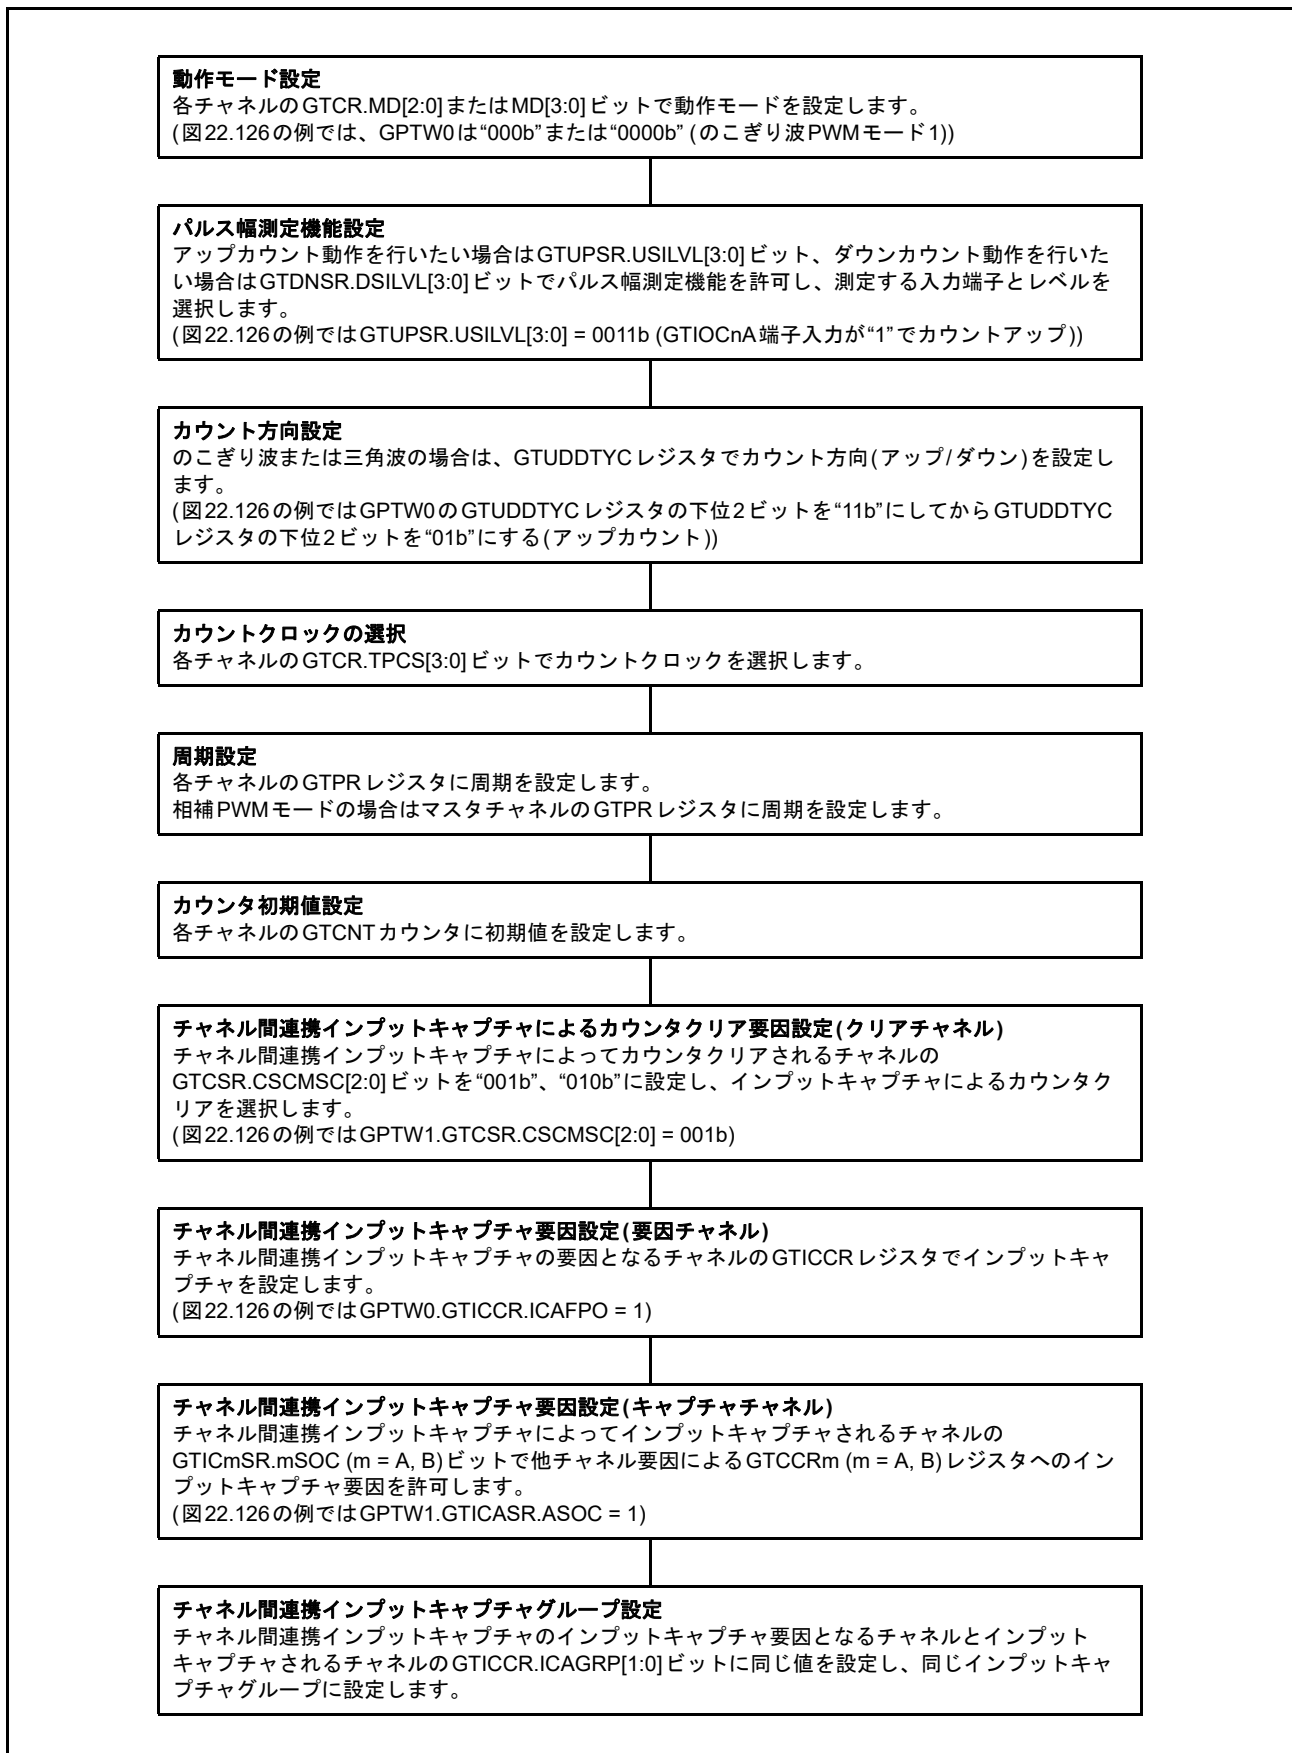 動作モード設定
各チャネルのGTCR.MD[2:0]またはMD[3:0]ビットで動作モードを設定します。
(図22.126の例では、GPTW0は“000b”または“0000b” (のこぎり波PWMモード1))
パルス幅測定機能設定
アップカウント動作を行いたい場合はGTUPSR.USILVL[3:0]ビット、ダウンカウント動作を行いた
い場合はGTDNSR.DSILVL[3:0]ビットでパルス幅測定機能を許可し、測定する入力端子とレベルを
選択します。
(図22.126の例ではGTUPSR.USILVL[3:0] = 0011b (GTIOCnA端子入力が“1”でカウントアップ))
カウント方向設定
のこぎり波または三角波の場合は、GTUDDTYCレジスタでカウント方向(アップ/ダウン)を設定し
ます。
(図22.126の例ではGPTW0のGTUDDTYCレジスタの下位2ビットを“11b”にしてからGTUDDTYC
レジスタの下位2ビットを“01b”にする(アップカウント))
カウントクロックの選択
各チャネルのGTCR.TPCS[3:0]ビットでカウントクロックを選択します。
周期設定
各チャネルのGTPRレジスタに周期を設定します。
相補PWMモードの場合はマスタチャネルのGTPRレジスタに周期を設定します。
カウンタ初期値設定
各チャネルのGTCNTカウンタに初期値を設定します。
チャネル間連携インプットキャプチャによるカウンタクリア要因設定(クリアチャネル)
チャネル間連携インプットキャプチャによってカウンタクリアされるチャネルの
GTCSR.CSCMSC[2:0]ビットを“001b”、“010b”に設定し、インプットキャプチャによるカウンタク
リアを選択します。
(図22.126の例ではGPTW1.GTCSR.CSCMSC[2:0] = 001b)
チャネル間連携インプットキャプチャ要因設定(要因チャネル)
チャネル間連携インプットキャプチャの要因となるチャネルのGTICCRレジスタでインプットキャ
プチャを設定します。
(図22.126の例ではGPTW0.GTICCR.ICAFPO = 1)
チャネル間連携インプットキャプチャ要因設定(キャプチャチャネル)
チャネル間連携インプットキャプチャによってインプットキャプチャされるチャネルの
GTICmSR.mSOC (m = A, B)ビットで他チャネル要因によるGTCCRm (m = A, B)レジスタへのイン
プットキャプチャ要因を許可します。
(図22.126の例ではGPTW1.GTICASR.ASOC = 1)
チャネル間連携インプットキャプチャグループ設定
チャネル間連携インプットキャプチャのインプットキャプチャ要因となるチャネルとインプット
キャプチャされるチャネルのGTICCR.ICAGRP[1:0]ビットに同じ値を設定し、同じインプットキャ
プチャグループに設定します。